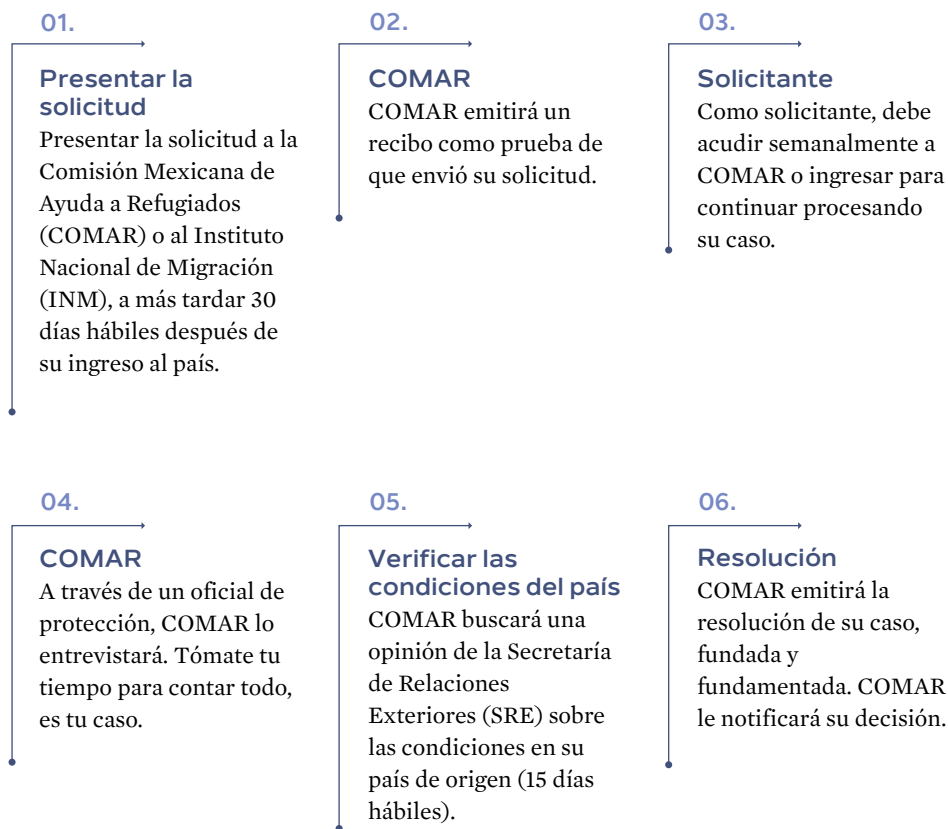 01.
Presentar la
solicitud
Presentar la solicitud a la
Comisión Mexicana de
Ayuda a Refugiados
(COMAR) o al Instituto
Nacional de Migración
(INM), a más tardar 30
días hábiles después de
su ingreso al país.
02.
COMAR
COMAR emitirá un
recibo como prueba de
que envió su solicitud.
03.
Solicitante
Como solicitante, debe
acudir semanalmente a
COMAR o ingresar para
continuar procesando
su caso.
04.
COMAR
A través de un oficial de
protección, COMAR lo
entrevistará. Tómate tu
tiempo para contar todo,
es tu caso.
05.
Verificar las
condiciones del país
COMAR buscará una
opinión de la Secretaría
de Relaciones
Exteriores (SRE) sobre
las condiciones en su
país de origen (15 días
hábiles).
06.
Resolución
COMAR emitirá la
resolución de su caso,
fundada y
fundamentada. COMAR
le notificará su decisión.